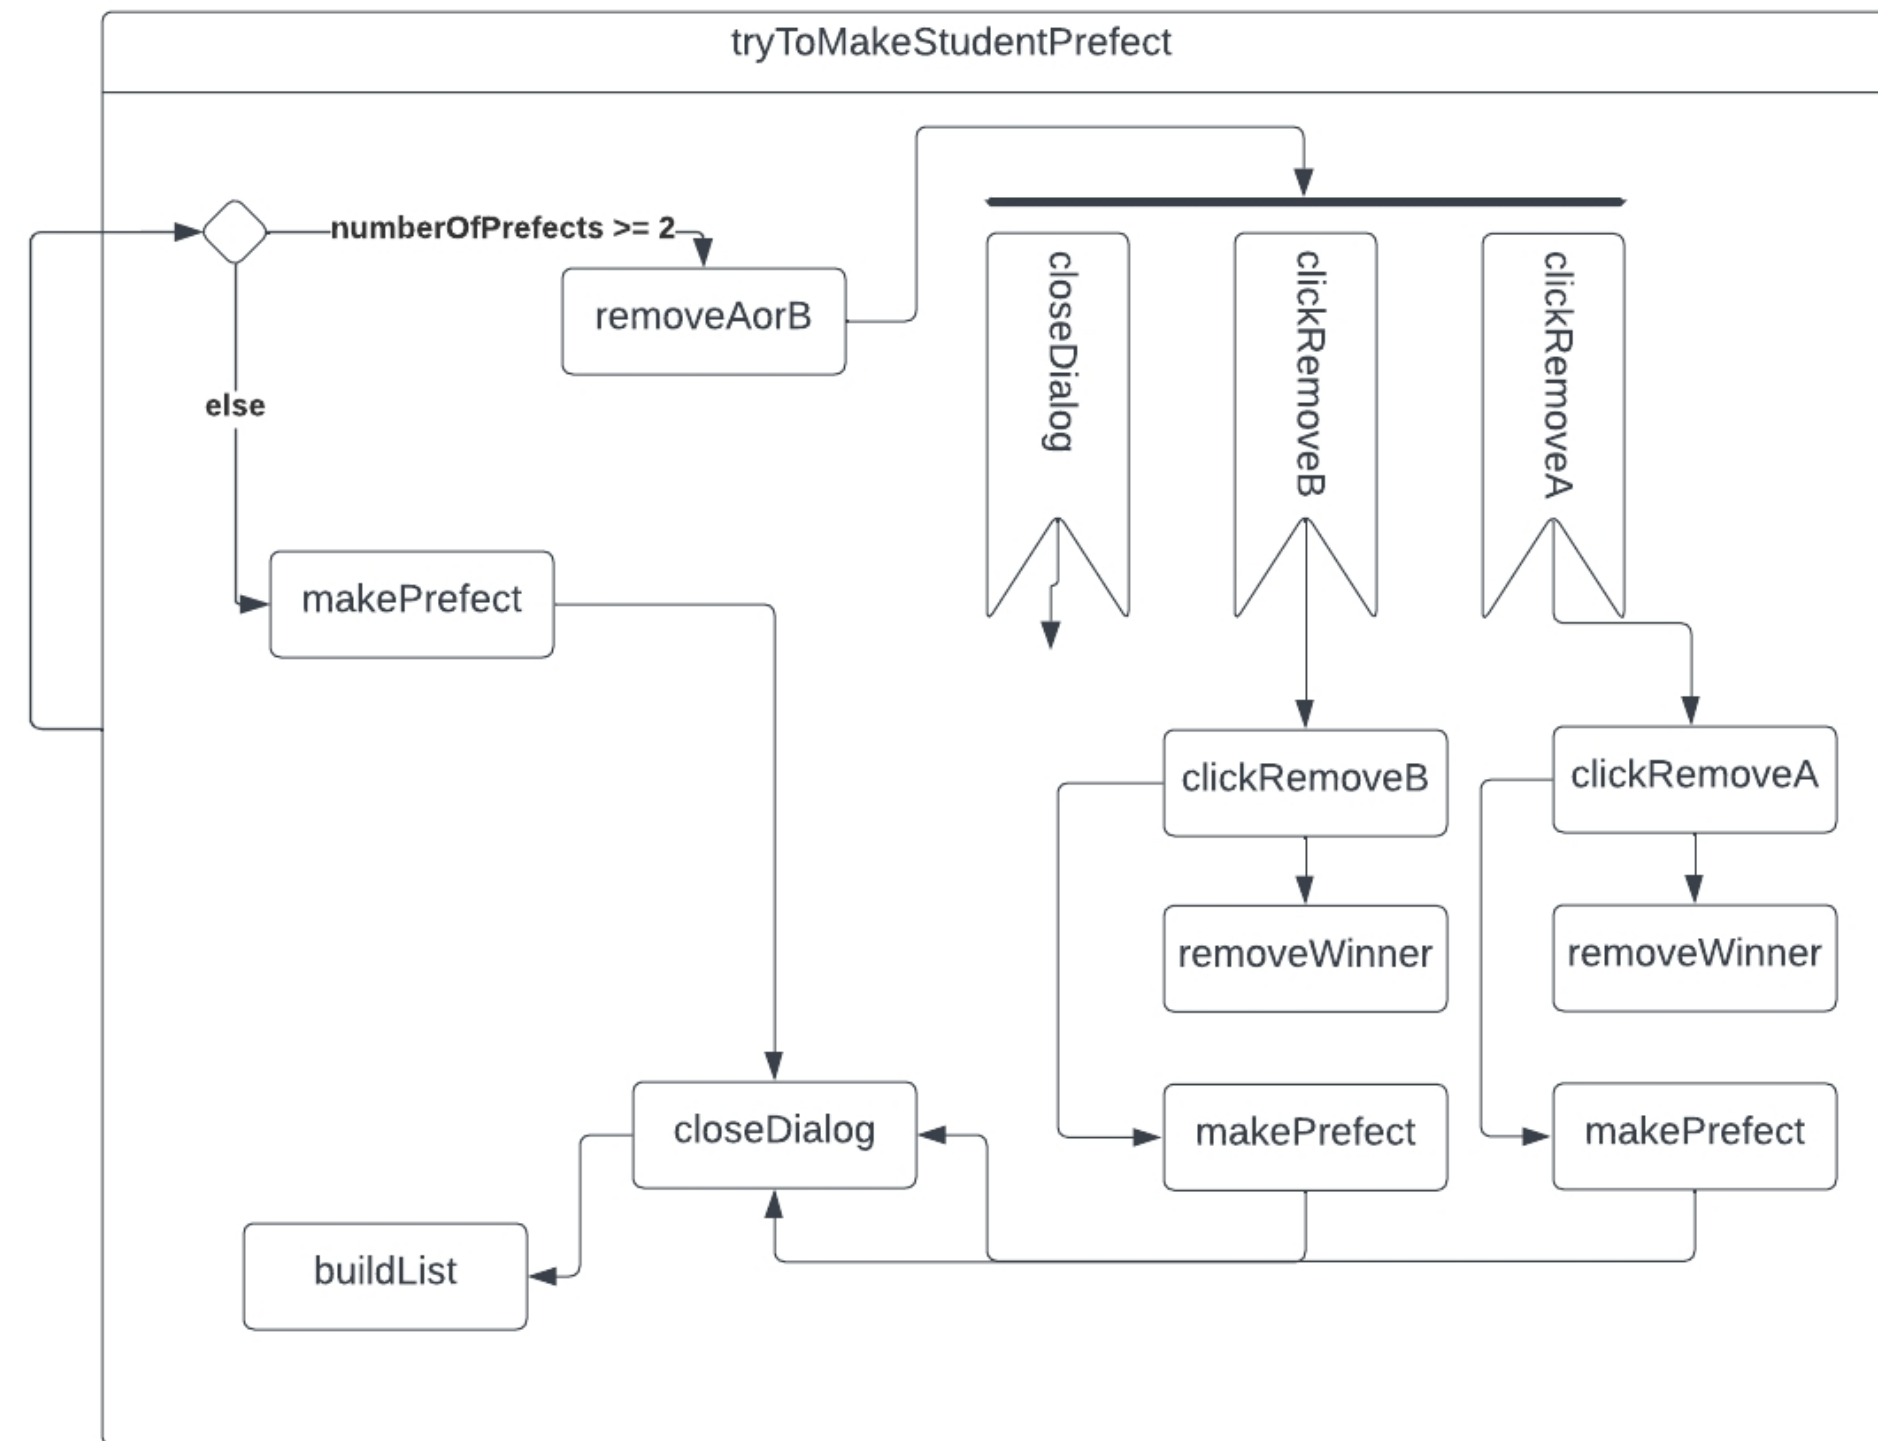 tryToMakeStudentPrefect
numberOfPrefects >= 2
removeAorB
closeDialog
clickRemoveB
clickRemoveA
else
makePrefect
clickRemoveB
clickRemoveA
removeWinner
removeWinner
closeDialog
makePrefect
makePrefect
buildList